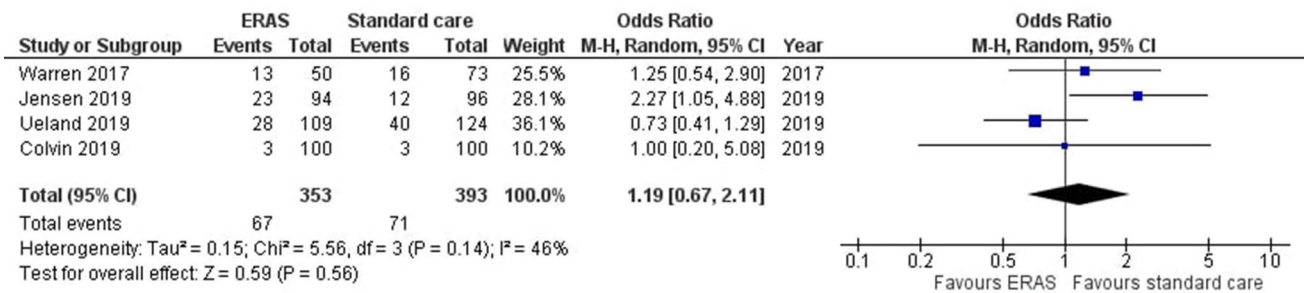 ERAS Standard care Odds Ratio Odds Ratio
Study or Subgroup Events Total Events Total Weight M-H, Random, 95% CI Year M-H, Random, 95% CI
Warren 2017 13 50 16 73 25.5% 1.25 [0.54, 2.90] 2017
Jensen 2019 23 94 12 96 28.1% 2.27 [1.05, 4.88] 2019
Ueland 2019 28 109 40 124 36.1% 0.73 [0.41, 1.29] 2019
Colvin 2019 3 100 3 100 10.2% 1.00 [0.20, 5.08] 2019
Total (95% CI) 353 393 100.0% 1.19 [0.67, 2.11]
Total events 67 71
Heterogeneity: Tau² = 0.15; Chi² = 5.56, df = 3 (P = 0.14); I² = 46%
Test for overall effect: Z = 0.59 (P = 0.56)
0.1 0.2 0.5 1 2 5 10
Favours ERAS Favours standard care